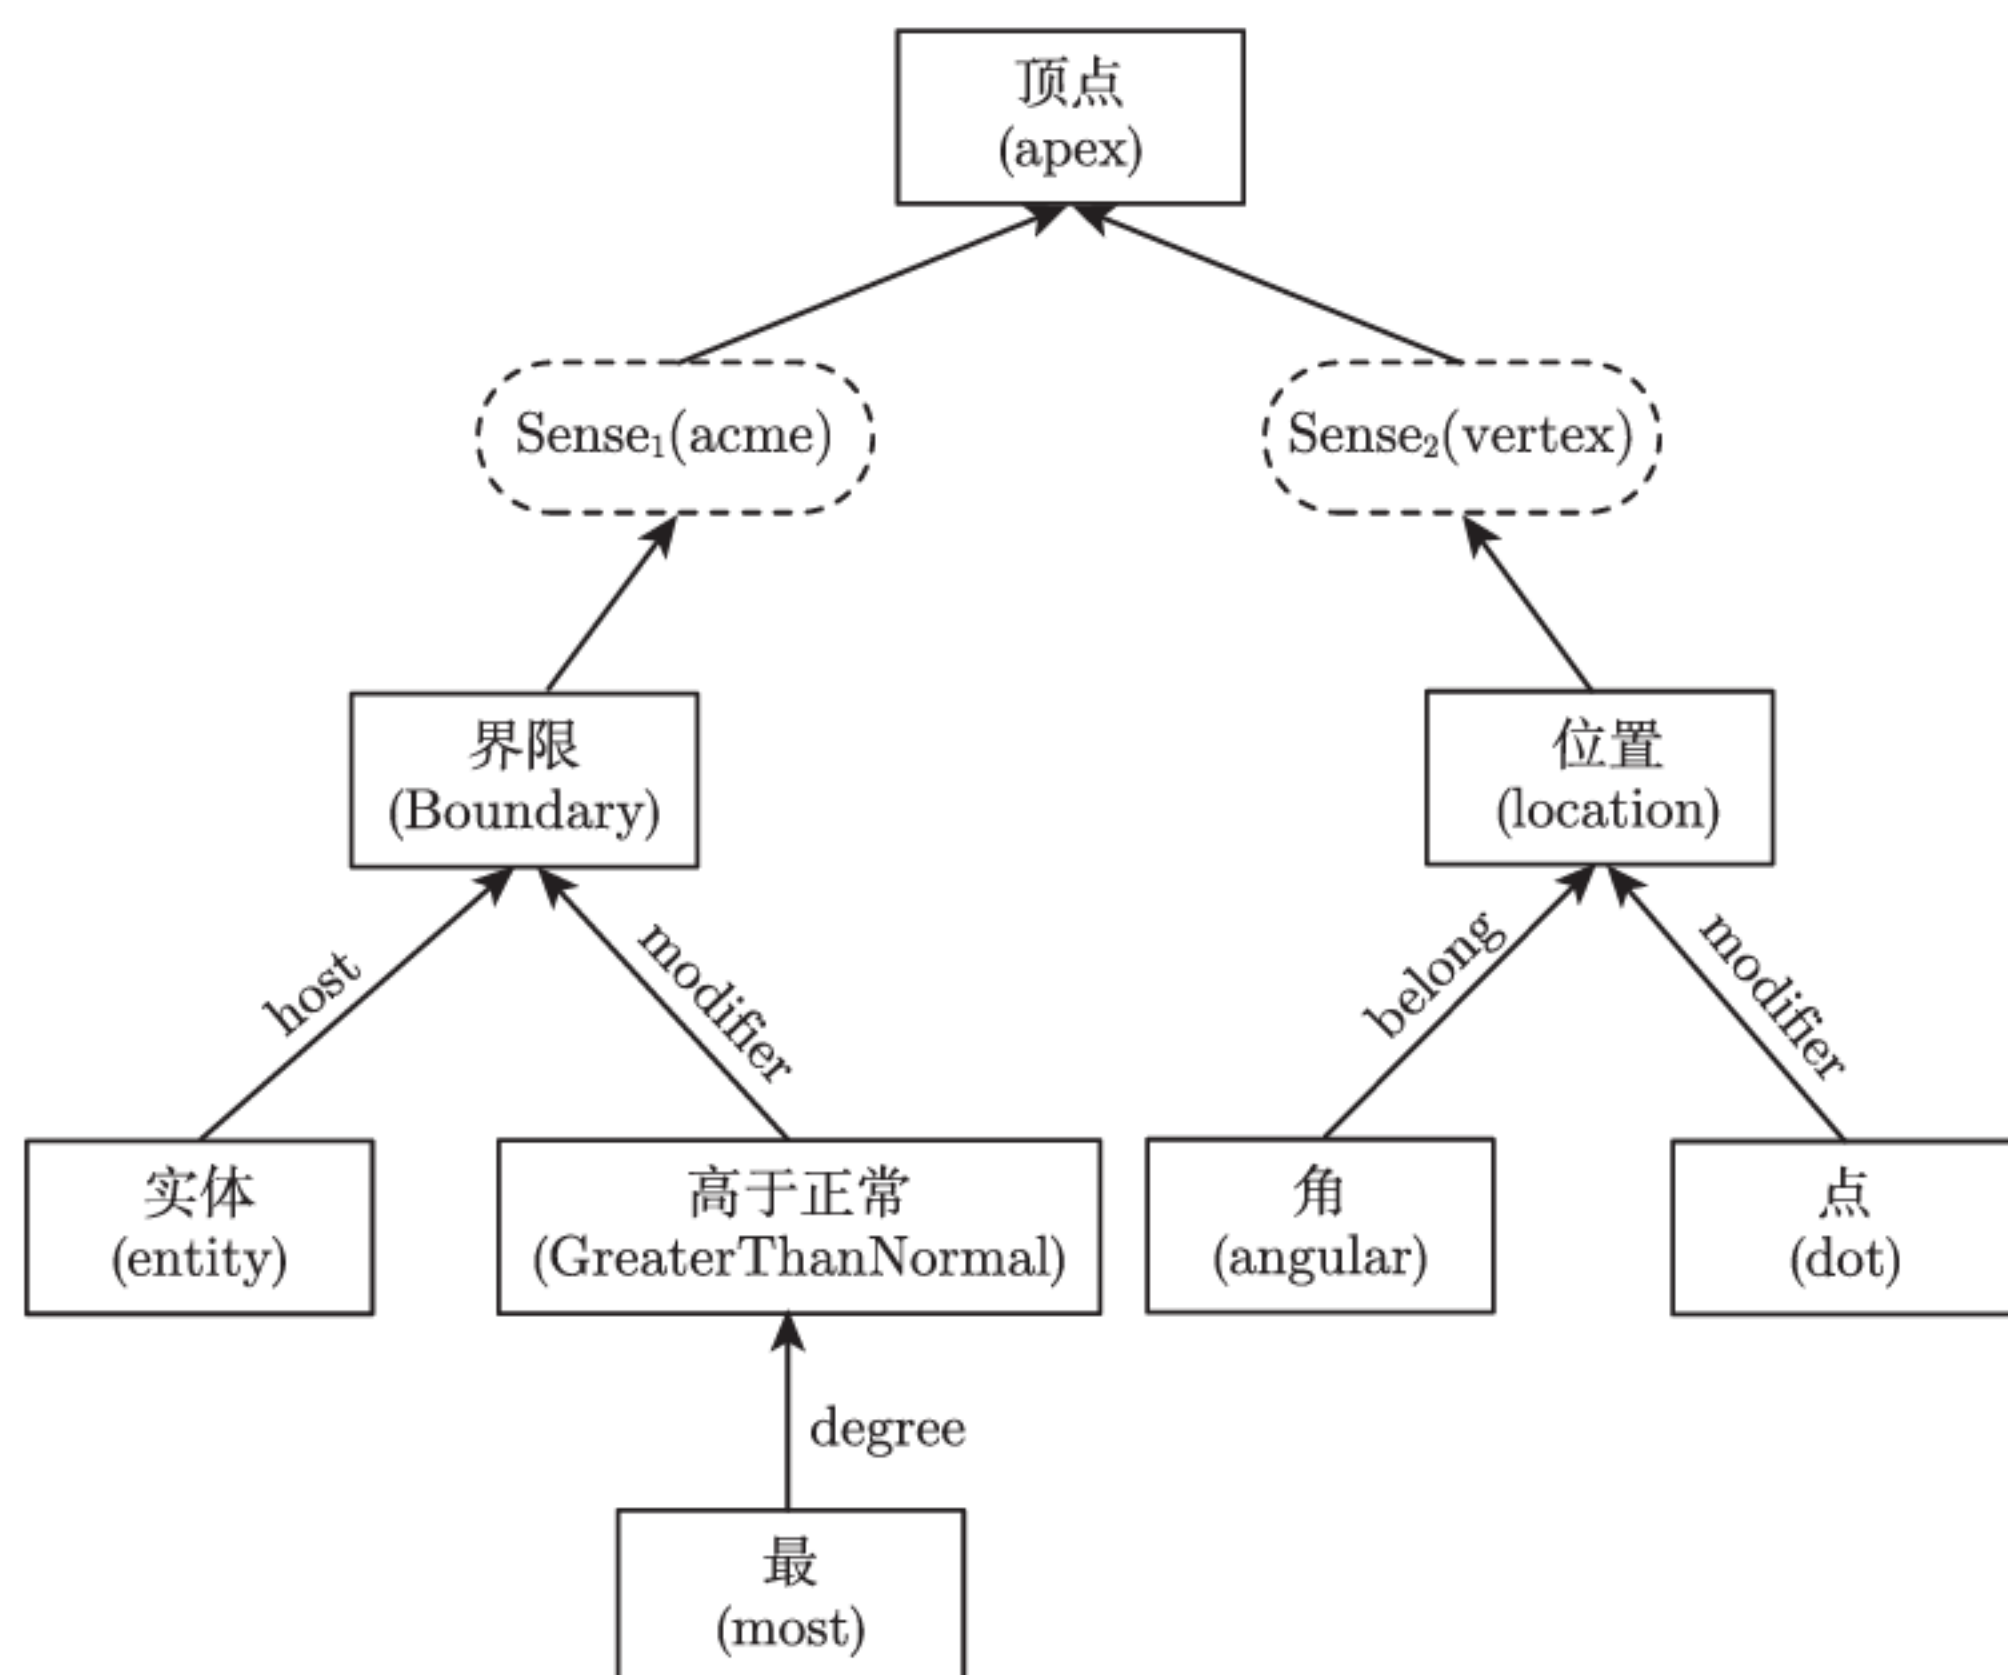 顶点
(apex)
Sense₁(acme)
Sense₂(vertex)
界限
(Boundary)
位置
(location)
host
modifier
belong
modifier
实体
(entity)
高于正常
(GreaterThanNormal)
角
(angular)
点
(dot)
degree
最
(most)